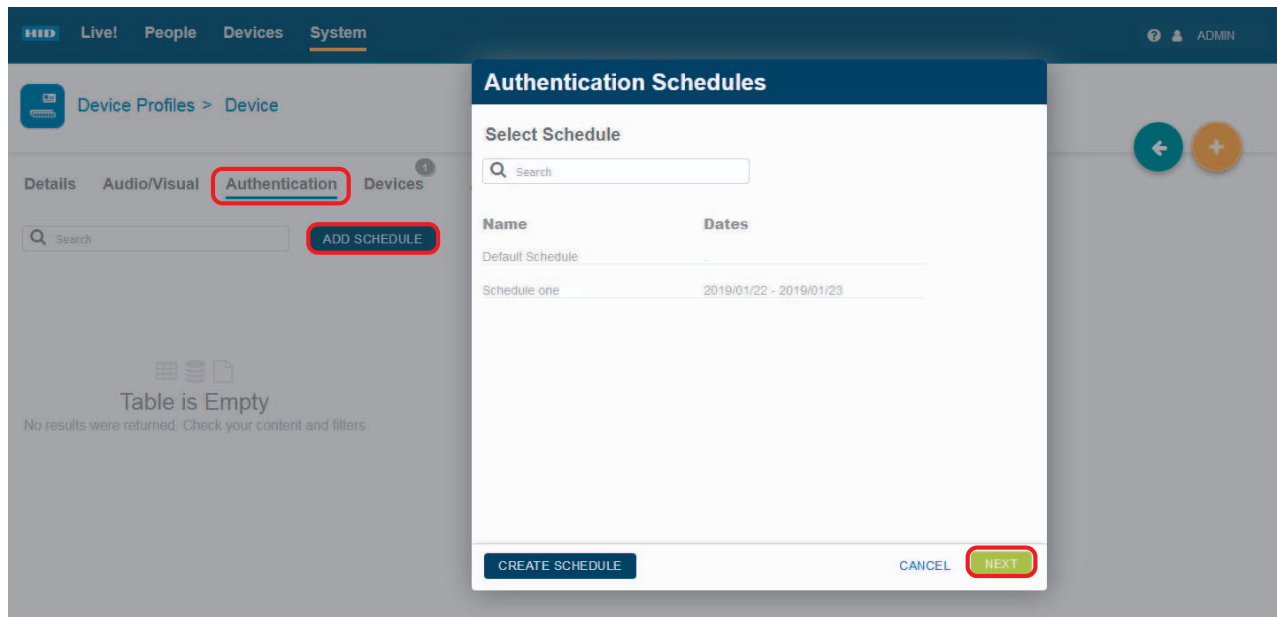 HID Live! People Devices System ADMIN
Device Profiles > Device
Details Audio/Visual Authentication Devices 1
Search ADD SCHEDULE
Table is Empty
No results were returned. Check your content and filters
Authentication Schedules
Select Schedule
Search
Name Dates
Default Schedule .
Schedule one 2019/01/22 - 2019/01/23
CREATE SCHEDULE CANCEL NEXT